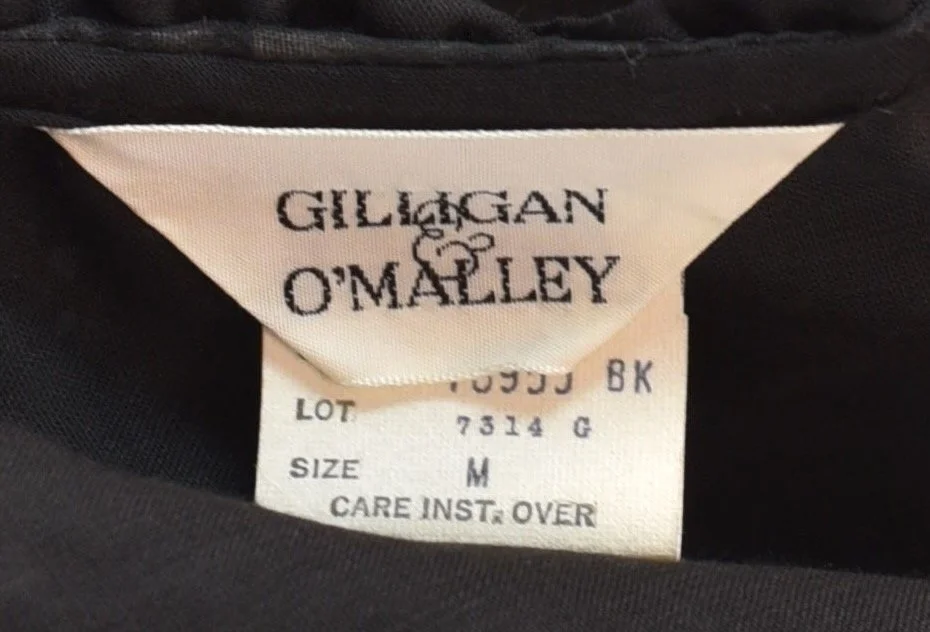 GILLIGAN
&
O'MALLEY
BK
LOT 7314 G
SIZE M
CARE INST. OVER